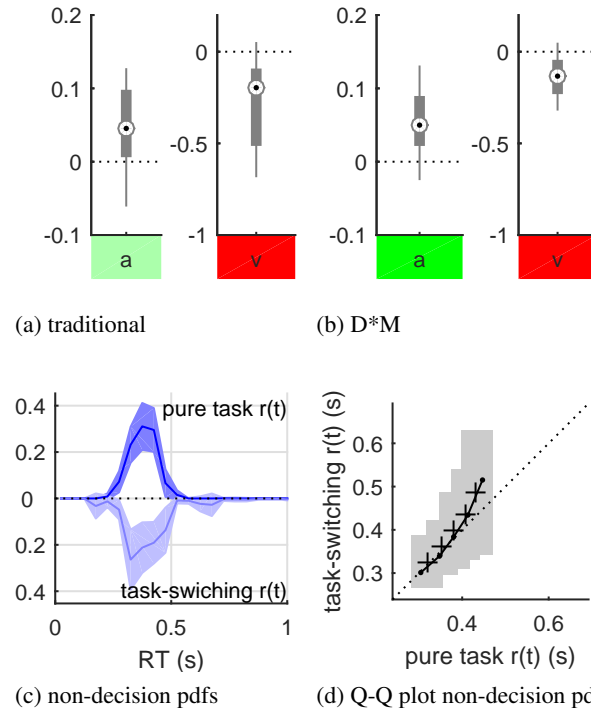 0.2
0.1
0
-0.1
a
0
-0.5
-1
v
0.2
0.1
0
-0.1
a
0
-0.5
-1
v
(a) traditional
(b) D*M
0.4
0.2
0
0.2
0.4
pure task r(t)
task-swiching r(t)
0
0.5
1
RT (s)
task-switching r(t) (s)
0.6
0.5
0.4
0.3
0.4
0.6
pure task r(t) (s)
(c) non-decision pdfs
(d) Q-Q plot non-decision pd